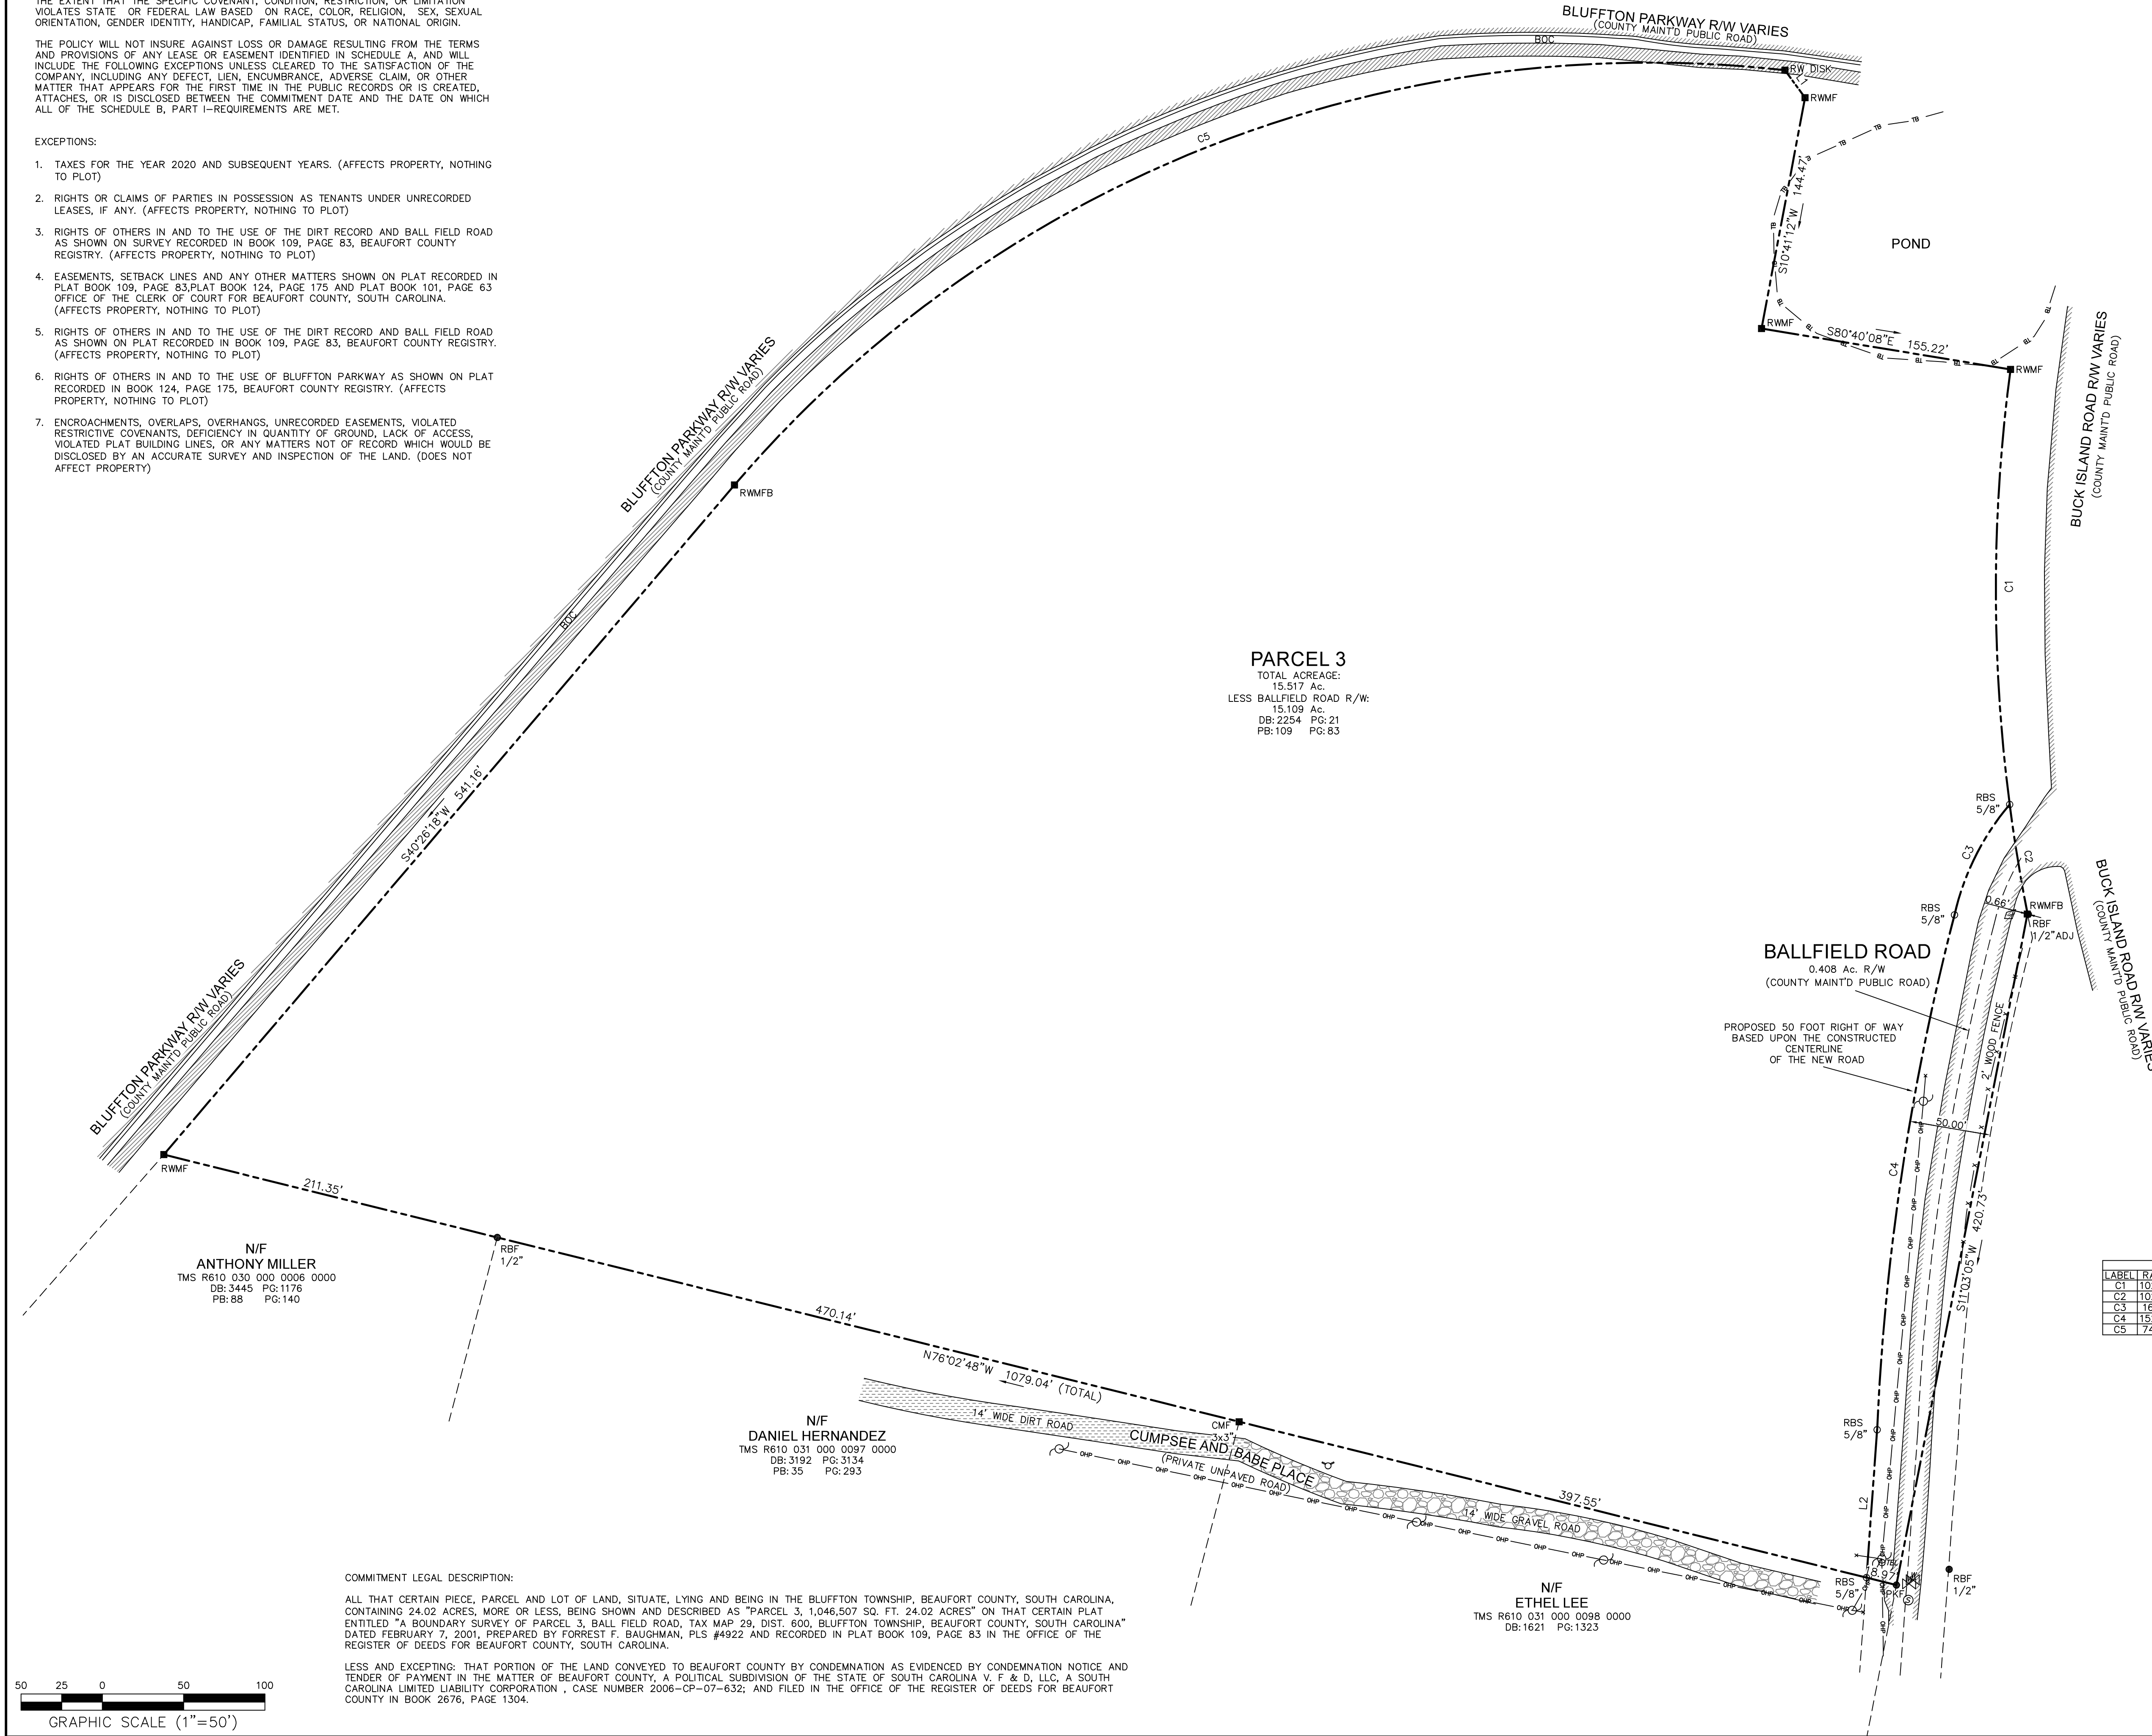 THE EXTENT THAT THE SPECIFIC COVENANT, CONDITION, RESTRICTION, OR LIMITATION
VIOLATES STATE OR FEDERAL LAW BASED ON RACE, COLOR, RELIGION, SEX, SEXUAL
ORIENTATION, GENDER IDENTITY, HANDICAP, FAMILIAL STATUS, OR NATIONAL ORIGIN.
THE POLICY WILL NOT INSURE AGAINST LOSS OR DAMAGE RESULTING FROM THE TERMS
AND PROVISIONS OF ANY LEASE OR EASEMENT IDENTIFIED IN SCHEDULE A, AND WILL
INCLUDE THE FOLLOWING EXCEPTIONS UNLESS CLEARED TO THE SATISFACTION OF THE
COMPANY, INCLUDING ANY DEFECT, LIEN, ENCUMBRANCE, ADVERSE CLAIM, OR OTHER
MATTER THAT APPEARS FOR THE FIRST TIME IN THE PUBLIC RECORDS OR IS CREATED,
ATTACHES, OR IS DISCLOSED BETWEEN THE COMMITMENT DATE AND THE DATE ON WHICH
ALL OF THE SCHEDULE B, PART I-REQUIREMENTS ARE MET.
EXCEPTIONS:
1. TAXES FOR THE YEAR 2020 AND SUBSEQUENT YEARS. (AFFECTS PROPERTY, NOTHING
TO PLOT)
2. RIGHTS OR CLAIMS OF PARTIES IN POSSESSION AS TENANTS UNDER UNRECORDED
LEASES, IF ANY. (AFFECTS PROPERTY, NOTHING TO PLOT)
3. RIGHTS OF OTHERS IN AND TO THE USE OF THE DIRT RECORD AND BALL FIELD ROAD
AS SHOWN ON SURVEY RECORDED IN BOOK 109, PAGE 83, BEAUFORT COUNTY
REGISTRY. (AFFECTS PROPERTY, NOTHING TO PLOT)
4. EASEMENTS, SETBACK LINES AND ANY OTHER MATTERS SHOWN ON PLAT RECORDED IN
PLAT BOOK 109, PAGE 83,PLAT BOOK 124, PAGE 175 AND PLAT BOOK 101, PAGE 63
OFFICE OF THE CLERK OF COURT FOR BEAUFORT COUNTY, SOUTH CAROLINA.
(AFFECTS PROPERTY, NOTHING TO PLOT)
5. RIGHTS OF OTHERS IN AND TO THE USE OF THE DIRT RECORD AND BALL FIELD ROAD
AS SHOWN ON PLAT RECORDED IN BOOK 109, PAGE 83, BEAUFORT COUNTY REGISTRY.
(AFFECTS PROPERTY, NOTHING TO PLOT)
6. RIGHTS OF OTHERS IN AND TO THE USE OF BLUFFTON PARKWAY AS SHOWN ON PLAT
RECORDED IN BOOK 124, PAGE 175, BEAUFORT COUNTY REGISTRY. (AFFECTS
PROPERTY, NOTHING TO PLOT)
7. ENCROACHMENTS, OVERLAPS, OVERHANGS, UNRECORDED EASEMENTS, VIOLATED
RESTRICTIVE COVENANTS, DEFICIENCY IN QUANTITY OF GROUND, LACK OF ACCESS,
VIOLATED PLAT BUILDING LINES, OR ANY MATTERS NOT OF RECORD WHICH WOULD BE
DISCLOSED BY AN ACCURATE SURVEY AND INSPECTION OF THE LAND. (DOES NOT
AFFECT PROPERTY)
BLUFFTON PARKWAY R/W VARIES
(COUNTY MAINT'D PUBLIC ROAD)
BOC
RW DISK
L1
RWMF
C5
TB
TB
TB
TB
S10°41'12"W 144.47'
TB
TB
TB
POND
RWMF
TB
S80°40'08"E 155.22'
TB
TB
TB
TB
TB
TB
TB
RWMF
BUCK ISLAND ROAD R/W VARIES
(COUNTY MAINT'D PUBLIC ROAD)
BLUFFTON PARKWAY R/W VARIES
(COUNTY MAINT'D PUBLIC ROAD)
RWMFB
C1
BOC
PARCEL 3
TOTAL ACREAGE:
15.517 Ac.
LESS BALLFIELD ROAD R/W:
15.109 Ac.
DB: 2254 PG: 21
PB: 109 PG: 83
S40°26'18"W 541.16'
RBS
5/8"
C3
C2
0.66'
RWMFB
RBF
1/2"ADJ
RBS
5/8"
BUCK ISLAND ROAD R/W VARIES
(COUNTY MAINT'D PUBLIC ROAD)
BALLFIELD ROAD
0.408 Ac. R/W
(COUNTY MAINT'D PUBLIC ROAD)
PROPOSED 50 FOOT RIGHT OF WAY
BASED UPON THE CONSTRUCTED
CENTERLINE
OF THE NEW ROAD
2' WOOD FENCE
50.00'
C4
S11°03'05"W 420.73'
BLUFFTON PARKWAY R/W VARIES
(COUNTY MAINT'D PUBLIC ROAD)
RWMF
211.35'
RBF
1/2"
N/F
ANTHONY MILLER
TMS R610 030 000 0006 0000
DB: 3445 PG: 1176
PB: 88 PG: 140
LABEL
C1
C2
C3
C4
C5
470.14'
N76°02'48"W 1079.04' (TOTAL)
14' WIDE DIRT ROAD
CMF
3x3"
CUMPSEE AND BABE PLACE
(PRIVATE UNPAVED ROAD)
N/F
DANIEL HERNANDEZ
TMS R610 031 000 0097 0000
DB: 3192 PG: 3134
PB: 35 PG: 293
OHP
OHP
OHP
OHP
OHP
OHP
OHP
397.55'
14' WIDE GRAVEL ROAD
RBS
5/8"
L2
OHP
OHP
OHP
OHP
RBS
5/8"
8.97'
PKF
S
RBF
1/2"
N/F
ETHEL LEE
TMS R610 031 000 0098 0000
DB: 1621 PG: 1323
COMMITMENT LEGAL DESCRIPTION:
ALL THAT CERTAIN PIECE, PARCEL AND LOT OF LAND, SITUATE, LYING AND BEING IN THE BLUFFTON TOWNSHIP, BEAUFORT COUNTY, SOUTH CAROLINA,
CONTAINING 24.02 ACRES, MORE OR LESS, BEING SHOWN AND DESCRIBED AS "PARCEL 3, 1,046,507 SQ. FT. 24.02 ACRES" ON THAT CERTAIN PLAT
ENTITLED "A BOUNDARY SURVEY OF PARCEL 3, BALL FIELD ROAD, TAX MAP 29, DIST. 600, BLUFFTON TOWNSHIP, BEAUFORT COUNTY, SOUTH CAROLINA"
DATED FEBRUARY 7, 2001, PREPARED BY FORREST F. BAUGHMAN, PLS #4922 AND RECORDED IN PLAT BOOK 109, PAGE 83 IN THE OFFICE OF THE
REGISTER OF DEEDS FOR BEAUFORT COUNTY, SOUTH CAROLINA.
LESS AND EXCEPTING: THAT PORTION OF THE LAND CONVEYED TO BEAUFORT COUNTY BY CONDEMNATION AS EVIDENCED BY CONDEMNATION NOTICE AND
TENDER OF PAYMENT IN THE MATTER OF BEAUFORT COUNTY, A POLITICAL SUBDIVISION OF THE STATE OF SOUTH CAROLINA V. F & D, LLC, A SOUTH
CAROLINA LIMITED LIABILITY CORPORATION , CASE NUMBER 2006-CP-07-632; AND FILED IN THE OFFICE OF THE REGISTER OF DEEDS FOR BEAUFORT
COUNTY IN BOOK 2676, PAGE 1304.
50 25 0 50 100
GRAPHIC SCALE (1"=50')